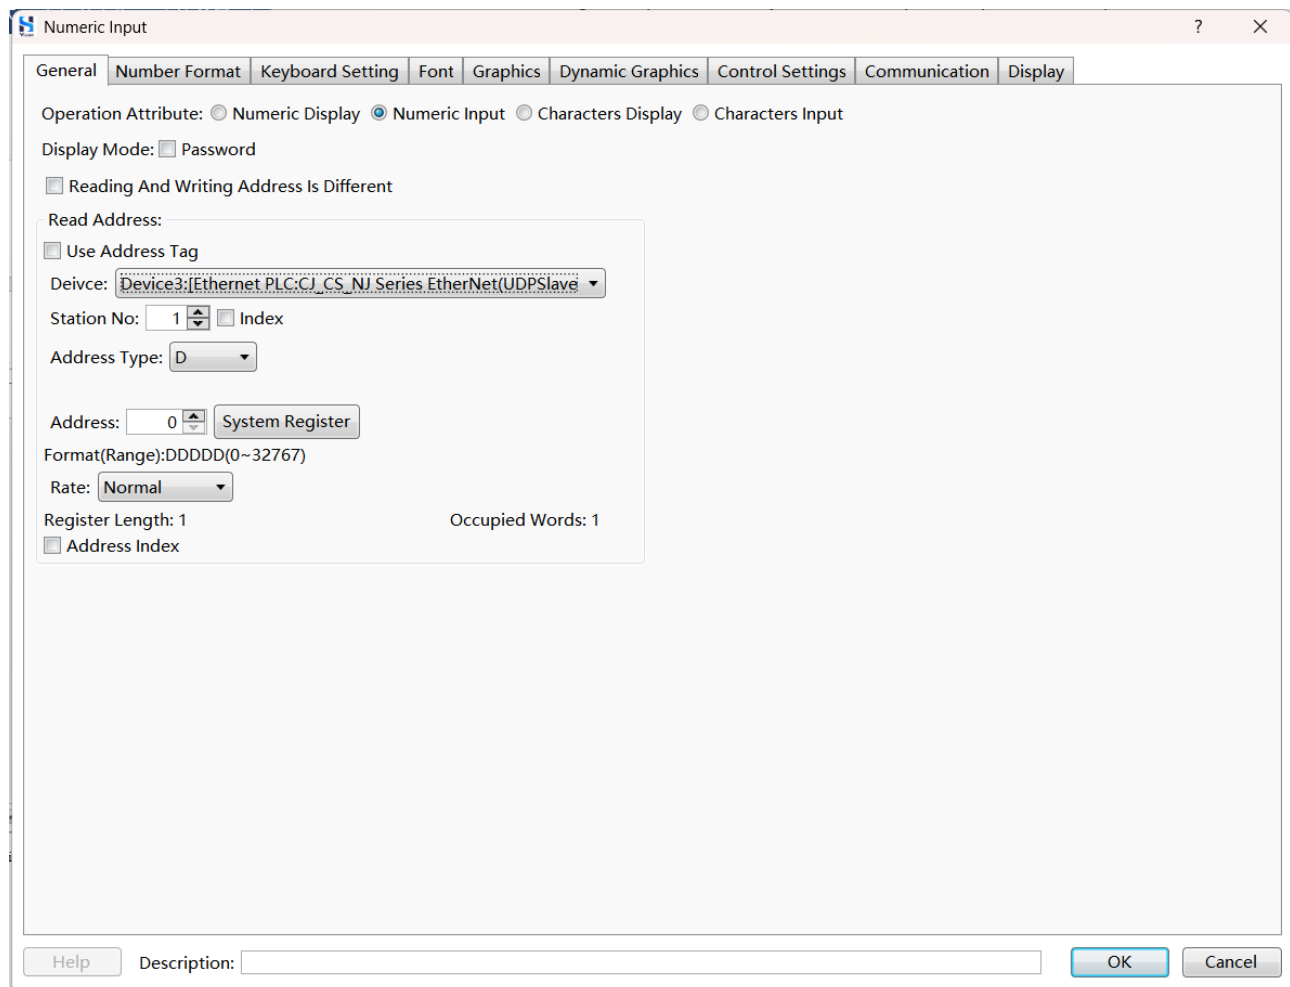 Numeric Input ?
General Number Format Keyboard Setting Font Graphics Dynamic Graphics Control Settings Communication Display
Operation Attribute: Numeric Display Numeric Input Characters Display Characters Input
Display Mode: Password
Reading And Writing Address Is Different
Read Address:
Use Address Tag
Deivce: Device3:[Ethernet PLC:CJ_CS_NJ Series EtherNet(UDPSlave
Station No: 1 Index
Address Type: D
Address: 0 System Register
Format(Range):DDDDD(0~32767)
Rate: Normal
Register Length: 1 Occupied Words: 1
Address Index
Help Description: OK Cancel